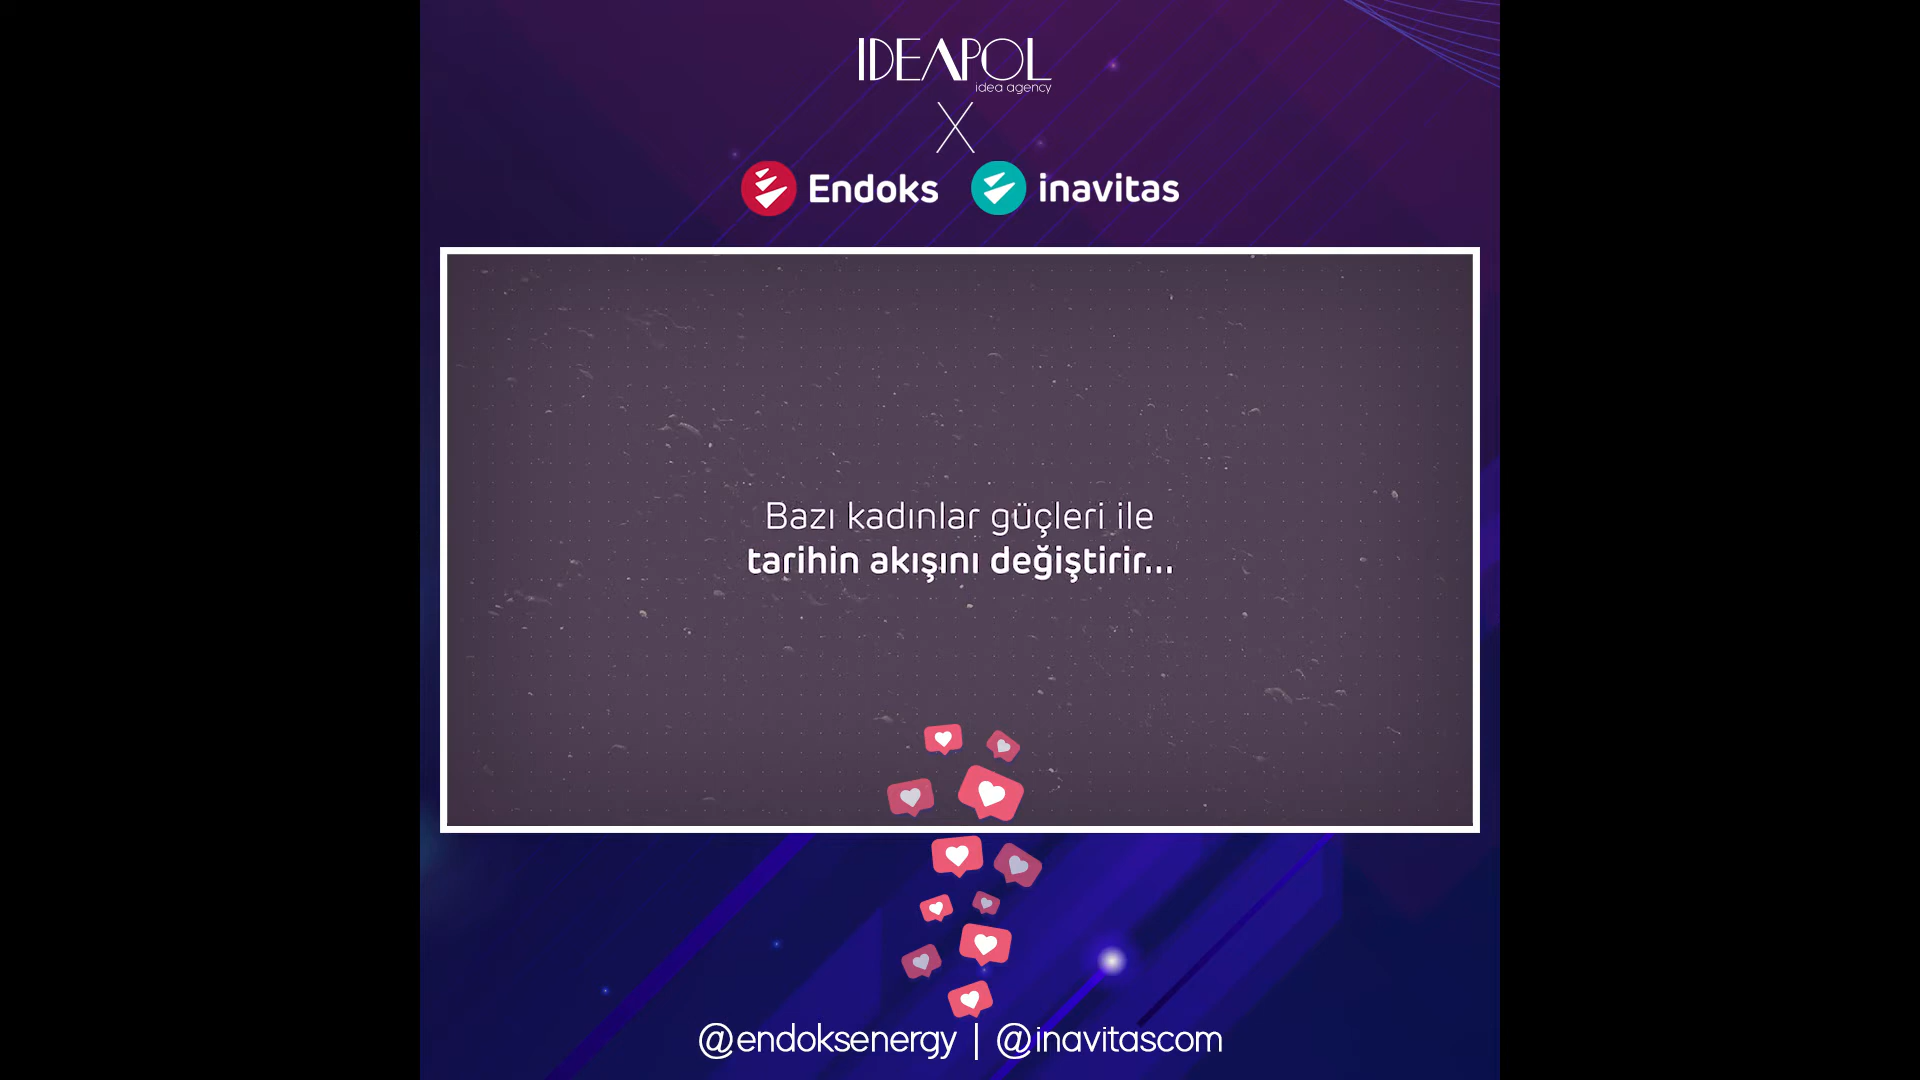 IDEAPOL
idea agency
X
Endoks inavitas
Bazı kadınlar güçleri ile
tarihin akışını değiştirir...
@endoksenergy | @inavitascom